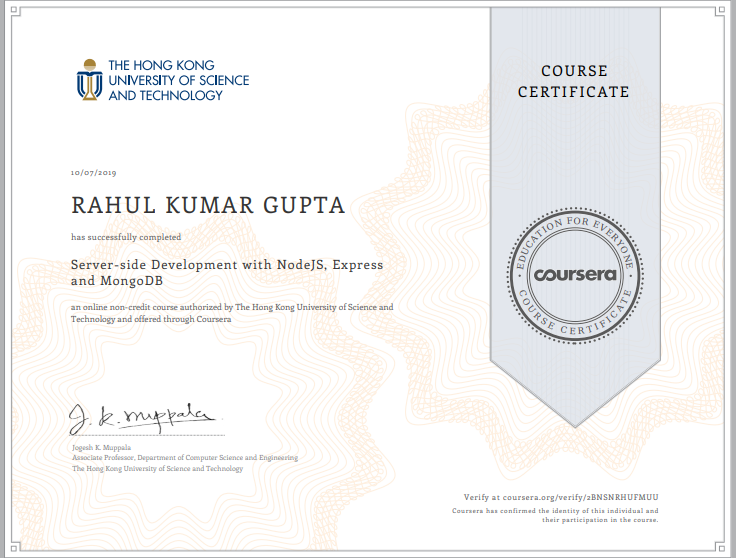 THE HONG KONG
UNIVERSITY OF SCIENCE
AND TECHNOLOGY
COURSE
CERTIFICATE
10/07/2019
RAHUL KUMAR GUPTA
has successfully completed
Server-side Development with NodeJS, Express
and MongoDB
an online non-credit course authorized by The Hong Kong University of Science and
Technology and offered through Coursera
EDUCATION FOR EVERYONE
coursera
COURSE CERTIFICATE
J. K. Muppala
Jogesh K. Muppala
Associate Professor, Department of Computer Science and Engineering
The Hong Kong University of Science and Technology
Verify at coursera.org/verify/2BNSNRHUFMUU
Coursera has confirmed the identity of this individual and
their participation in the course.